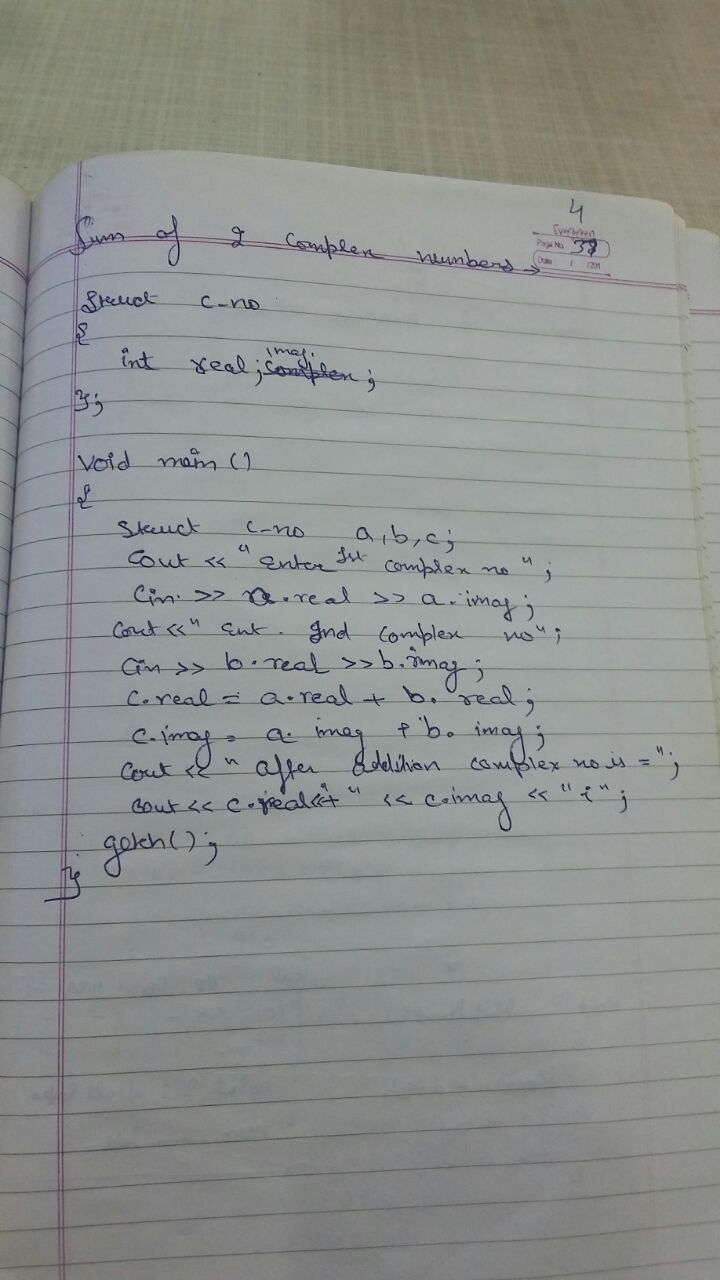 4
Evergreen
Page No. 38
Date / /201
Sum of 2 complex numbers →
Struct c-no
{
int real; imag;
};
void main ()
{
Struct c-no a, b, c;
Cout << "enter 1st complex no";
Cin. >> a.real >> a.imag;
Cout << "Ent. 2nd complex no";
Cin >> b.real >> b.imag;
C.real = a.real + b.real;
C.imag = a.imag + b.imag;
Cout << "after addition complex no is =";
Cout << c.real << "+" << c.imag << "i";
getch();
}